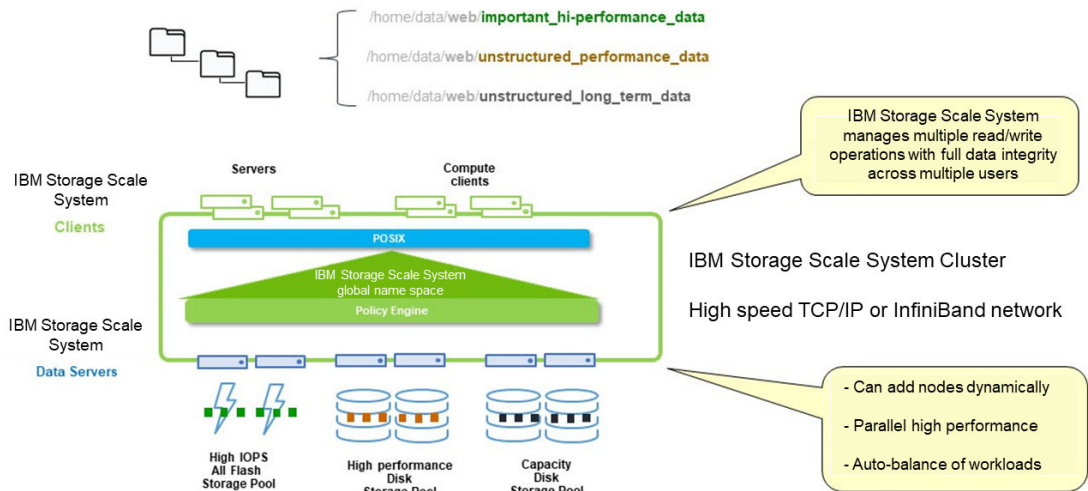 /home/data/web/important_hi-performance_data
/home/data/web/unstructured_performance_data
/home/data/web/unstructured_long_term_data
IBM Storage Scale System
manages multiple read/write
operations with full data integrity
across multiple users
Servers
Compute
clients
IBM Storage Scale
System
Clients
POSIX
IBM Storage Scale System
global name space
Policy Engine
IBM Storage Scale System Cluster
High speed TCP/IP or InfiniBand network
IBM Storage Scale
System
Data Servers
- Can add nodes dynamically
- Parallel high performance
- Auto-balance of workloads
High IOPS
All Flash
Storage Pool
High performance
Disk
Storage Pool
Capacity
Disk
Storage Pool